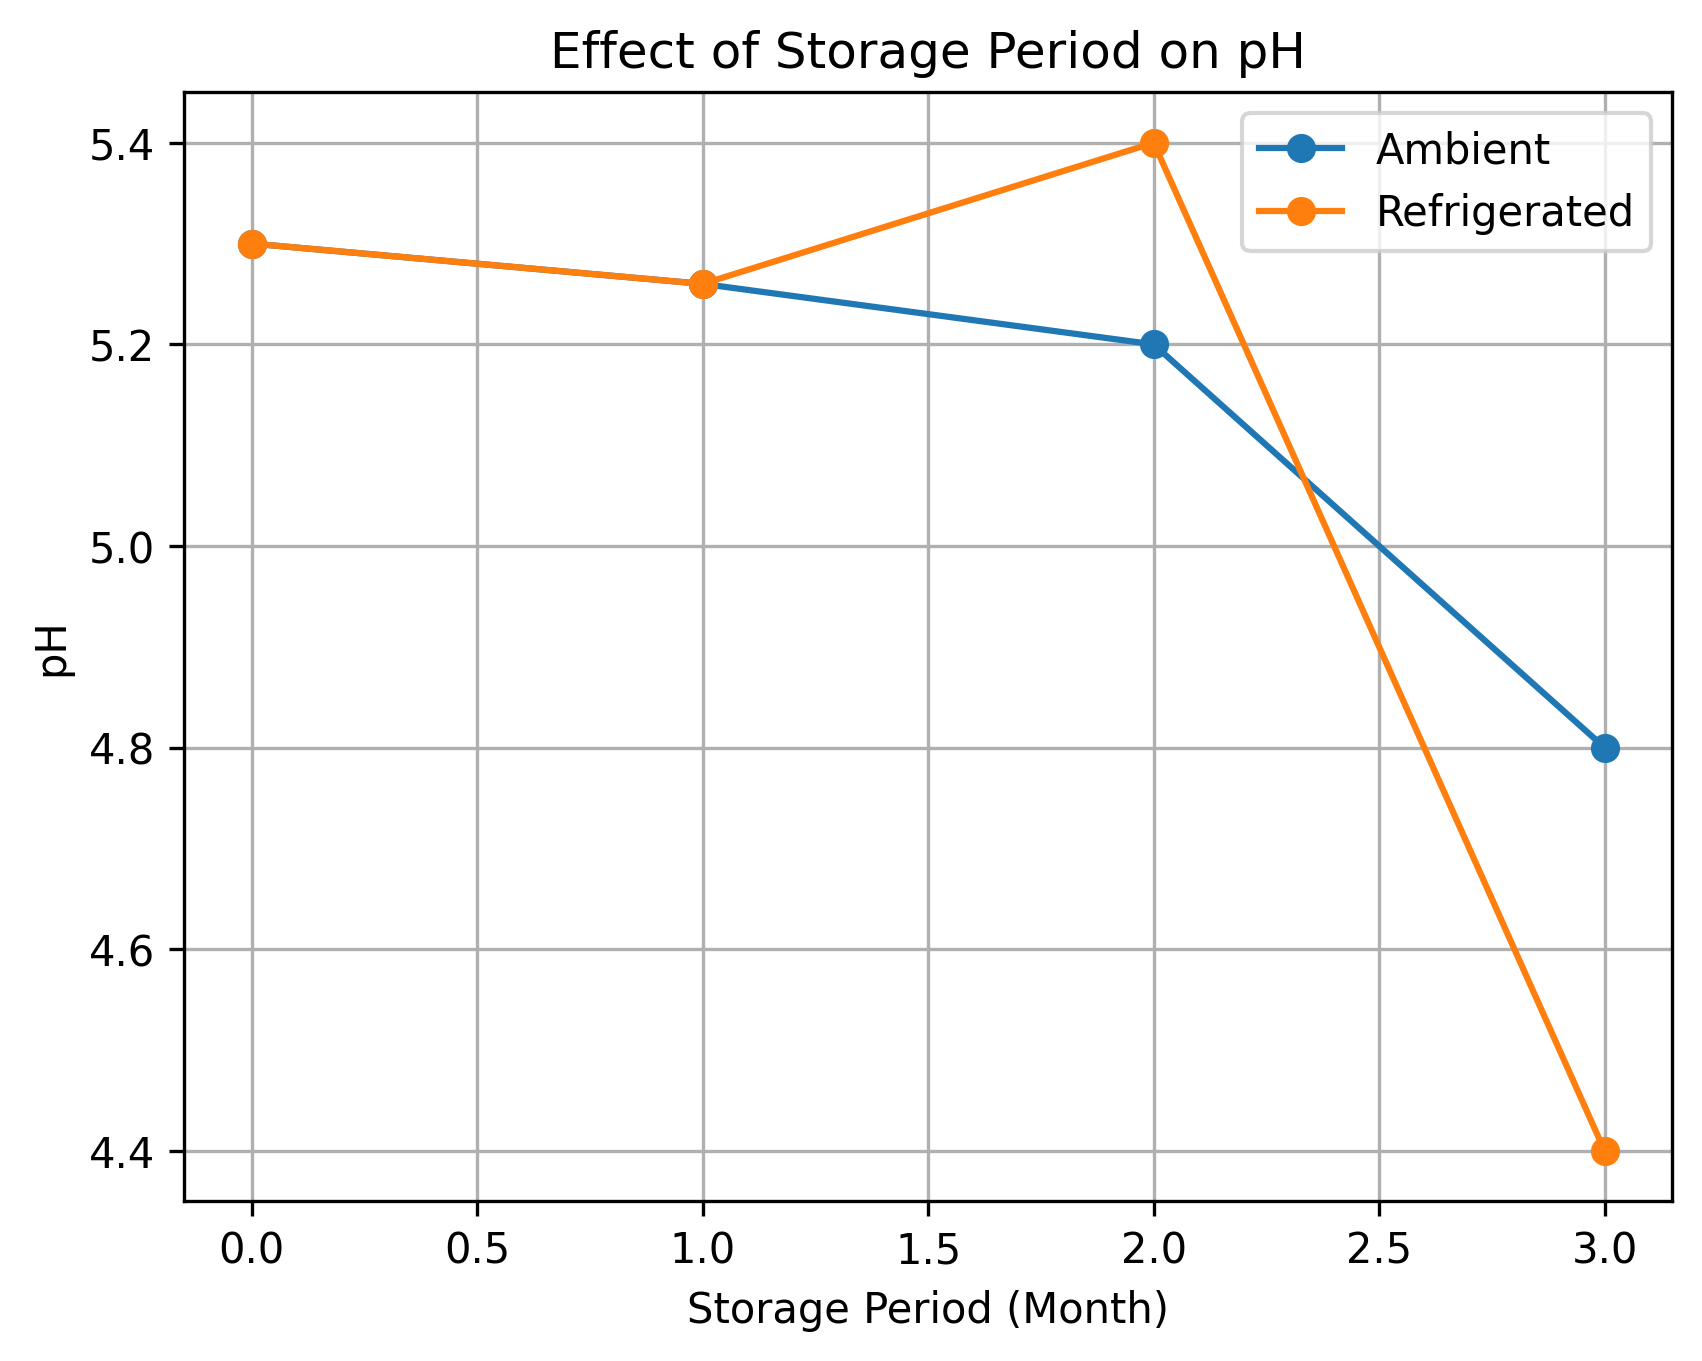 Effect of Storage Period on pH
Ambient
Refrigerated
pH
5.4
5.2
5.0
4.8
4.6
4.4
0.0 0.5 1.0 1.5 2.0 2.5 3.0
Storage Period (Month)